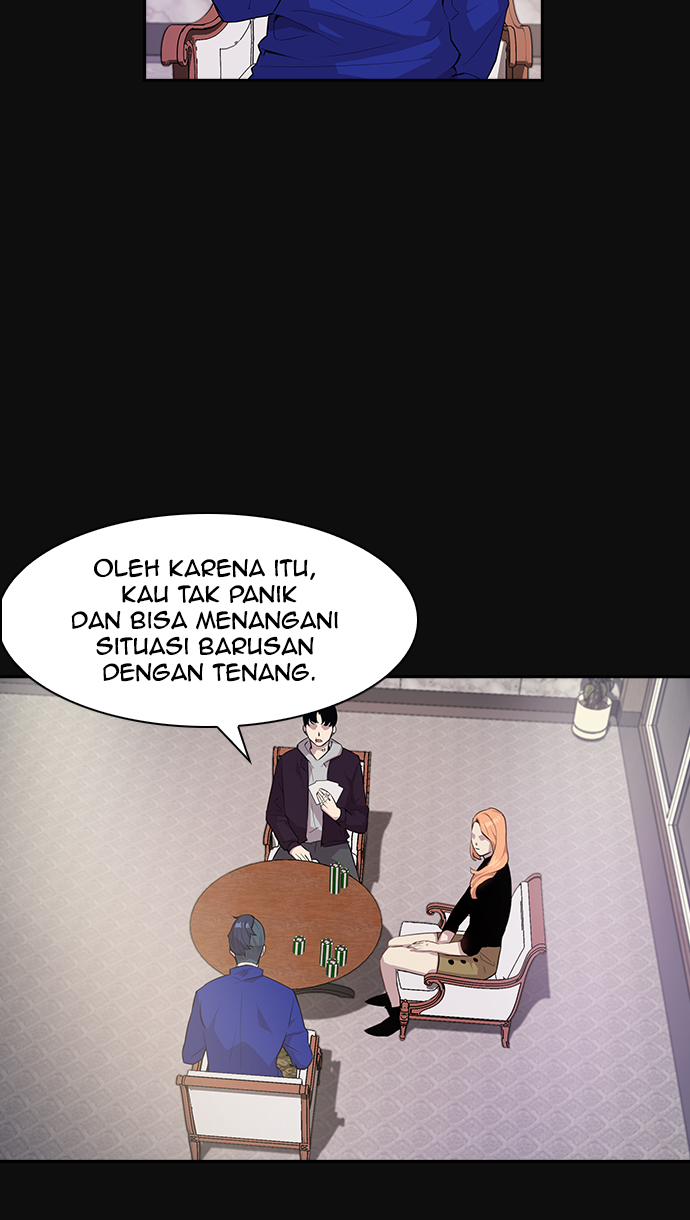 OLEH KARENA ITU,
KAU TAK PANIK
DAN BISA MENANGANI
SITUASI BARUSAN
DENGAN TENANG.